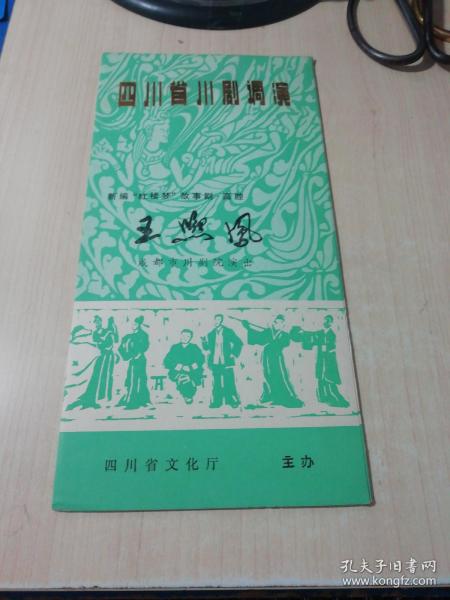 四川省川剧调演
新编"红楼梦"故事剧·高腔
王熙凤
成都市川剧院演出
四川省文化厅 主办
孔夫子旧书网
www.kongfz.com